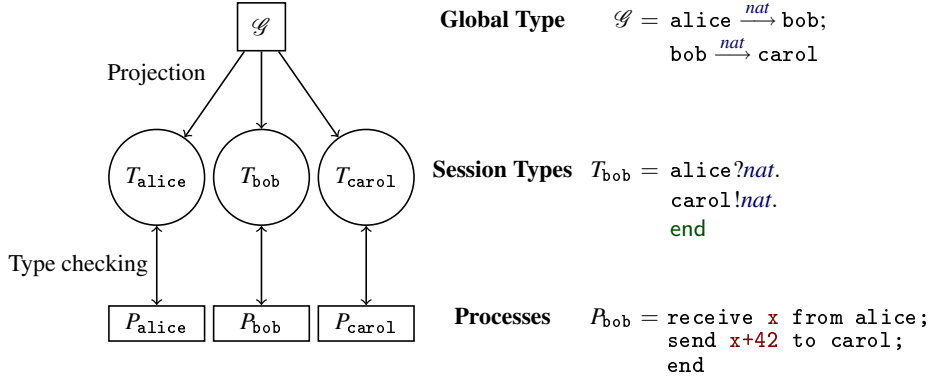 𝒢 Global Type 𝒢 = alice nat⟶ bob;
bob nat⟶ carol
Projection
T_alice T_bob T_carol Session Types T_bob = alice?nat.
carol!nat.
end
Type checking
P_alice P_bob P_carol Processes P_bob = receive x from alice;
send x+42 to carol;
end